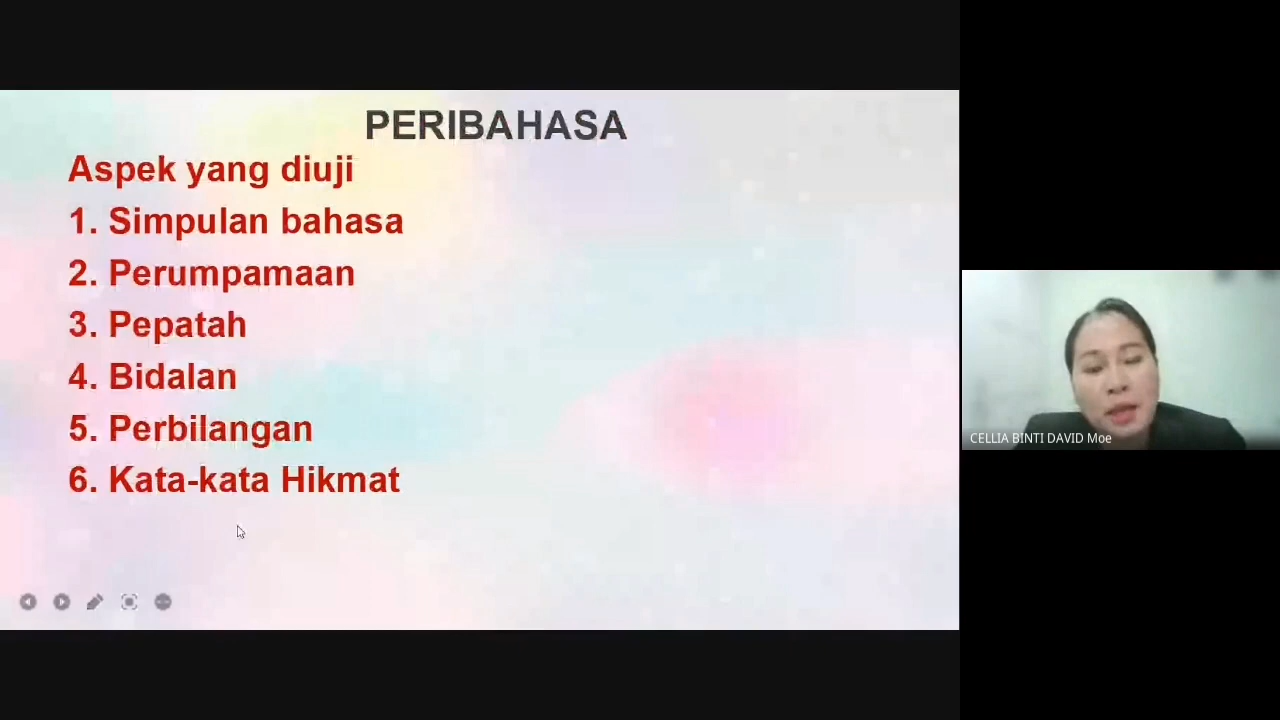 PERIBAHASA
Aspek yang diuji
1. Simpulan bahasa
2. Perumpamaan
3. Pepatah
4. Bidalan
5. Perbilangan
6. Kata-kata Hikmat
CELLIA BINTI DAVID Moe